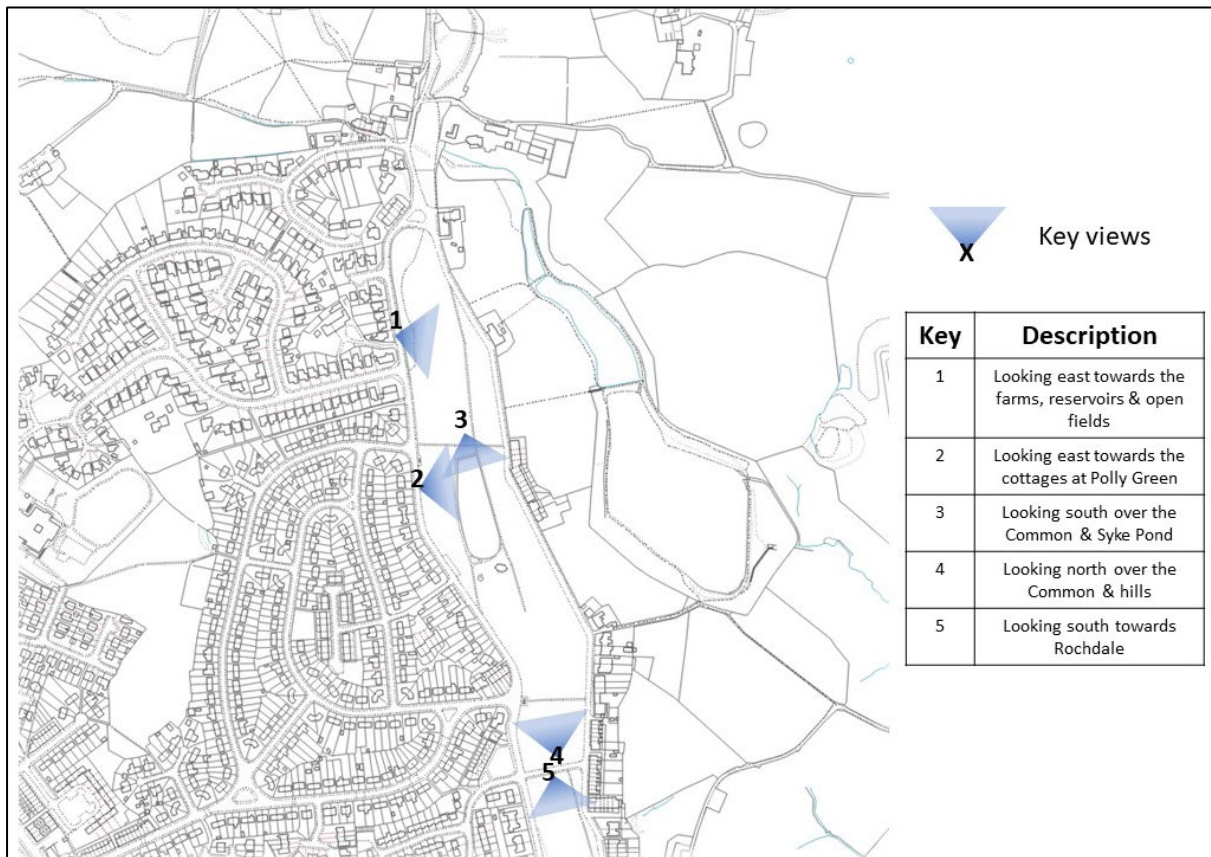 1
3
2
4
5
X
Key views
Key Description
1 Looking east towards the
farms, reservoirs & open
fields
2 Looking east towards the
cottages at Polly Green
3 Looking south over the
Common & Syke Pond
4 Looking north over the
Common & hills
5 Looking south towards
Rochdale